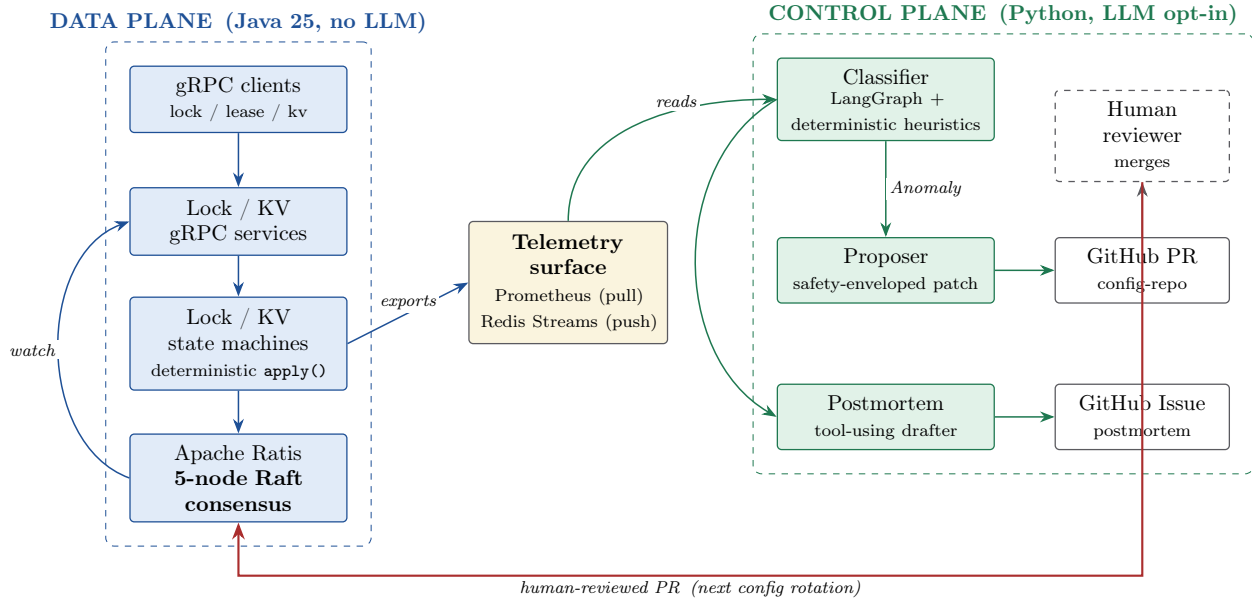 DATA PLANE (Java 25, no LLM)
gRPC clients
lock / lease / kv
Lock / KV
gRPC services
Lock / KV
state machines
deterministic apply()
watch
Apache Ratis
5-node Raft
consensus
exports
Telemetry
surface
Prometheus (pull)
Redis Streams (push)
reads
CONTROL PLANE (Python, LLM opt-in)
Classifier
LangGraph +
deterministic heuristics
Anomaly
Proposer
safety-enveloped patch
Postmortem
tool-using drafter
Human
reviewer
merges
GitHub PR
config-repo
GitHub Issue
postmortem
human-reviewed PR (next config rotation)